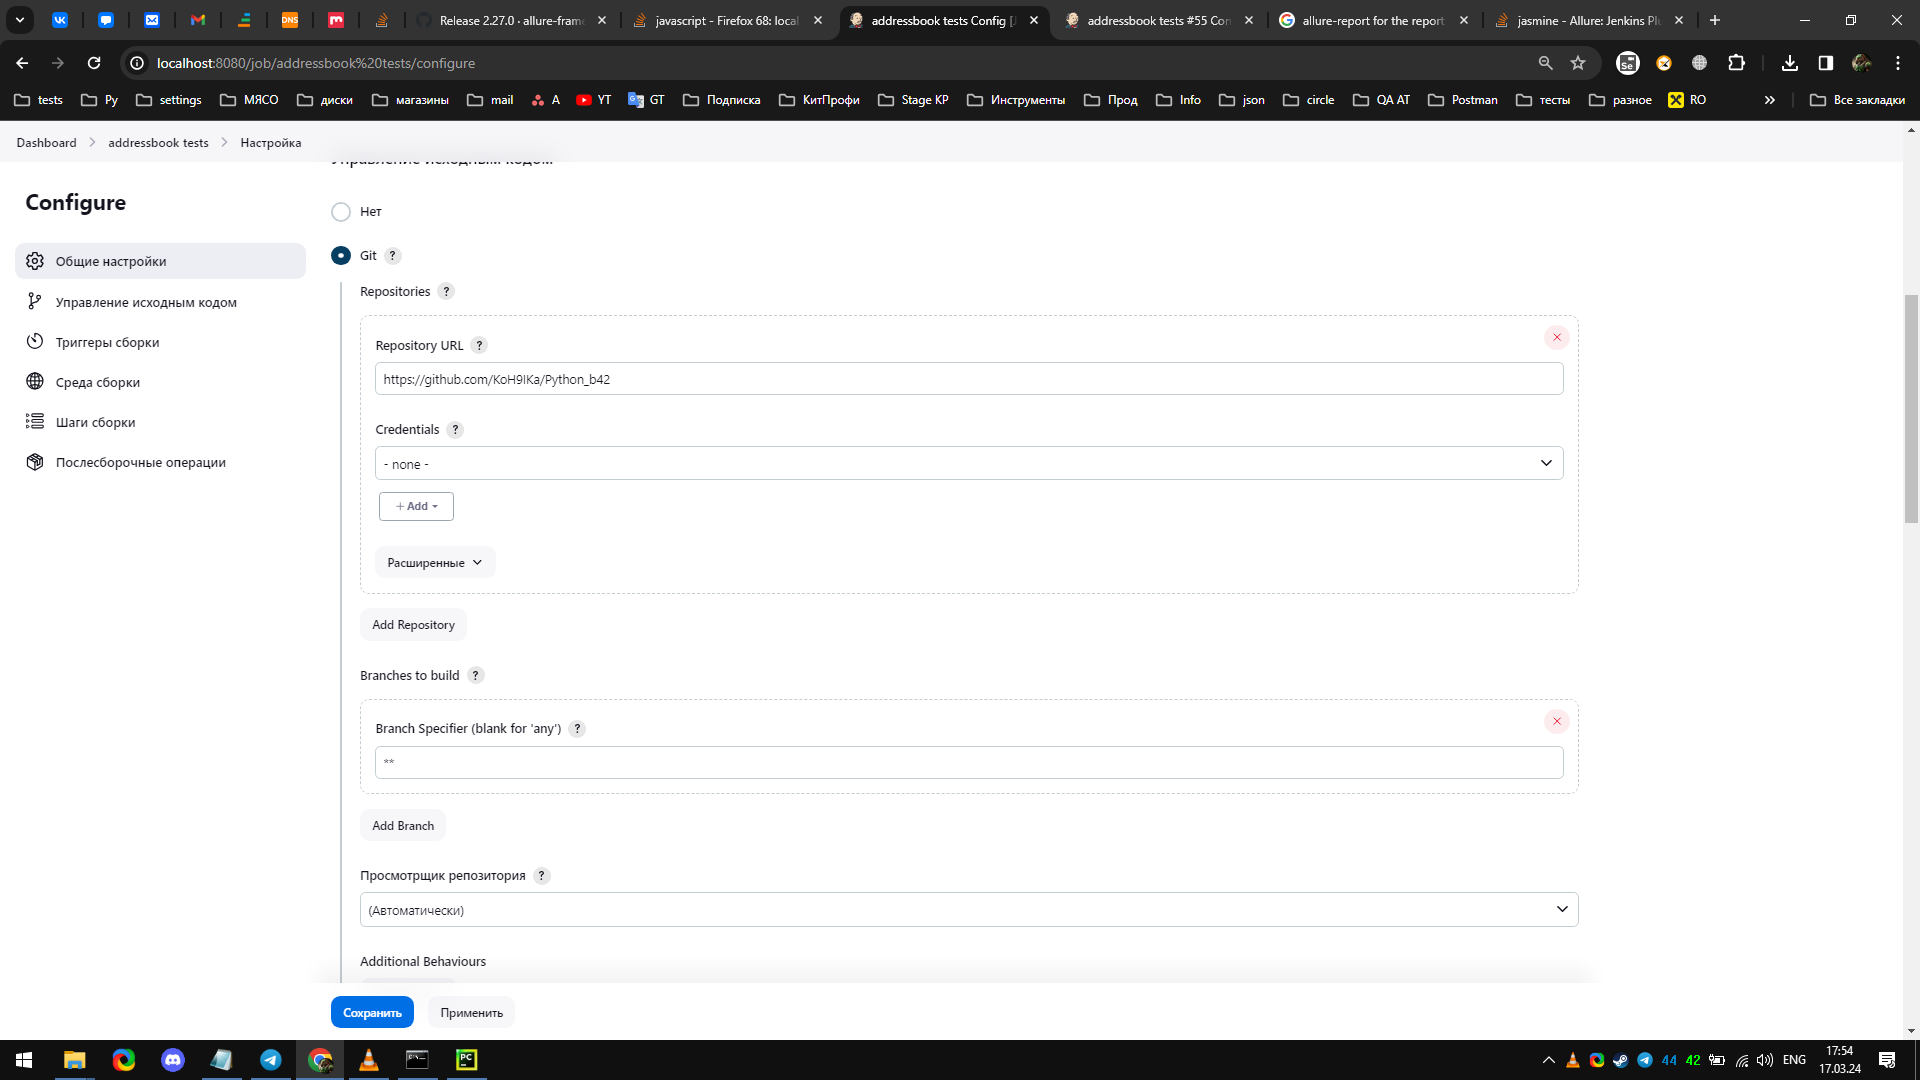 Release 2.27.0 · allure-frame
javascript - Firefox 68: local
addressbook tests Config [J
addressbook tests #55 Con
allure-report for the report
jasmine - Allure: Jenkins Plu
localhost:8080/job/addressbook%20tests/configure
tests
Py
settings
МЯСО
диски
магазины
mail
A
YT
GT
Подписка
КитПрофи
Stage KP
Инструменты
Прод
Info
json
circle
QA AT
Postman
тесты
разное
RO
Все закладки
Dashboard
addressbook tests
Настройка
Configure
Общие настройки
Управление исходным кодом
Триггеры сборки
Среда сборки
Шаги сборки
Послесборочные операции
Управление исходным кодом
Нет
Git ?
Repositories ?
Repository URL ?
https://github.com/KoH9IKa/Python_b42
Credentials ?
- none -
+ Add
Расширенные
Add Repository
Branches to build ?
Branch Specifier (blank for 'any') ?
**
Add Branch
Просмотрщик репозитория ?
(Автоматически)
Additional Behaviours
Сохранить
Применить
44
42
ENG
17:54
17.03.24